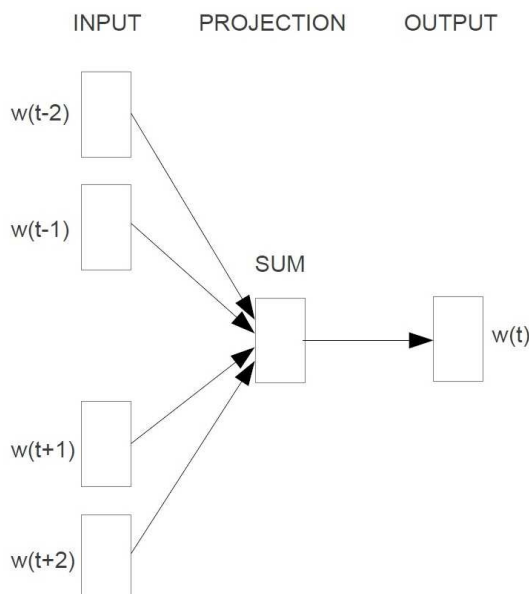 INPUT PROJECTION OUTPUT
w(t-2)
w(t-1)
SUM
w(t)
w(t+1)
w(t+2)